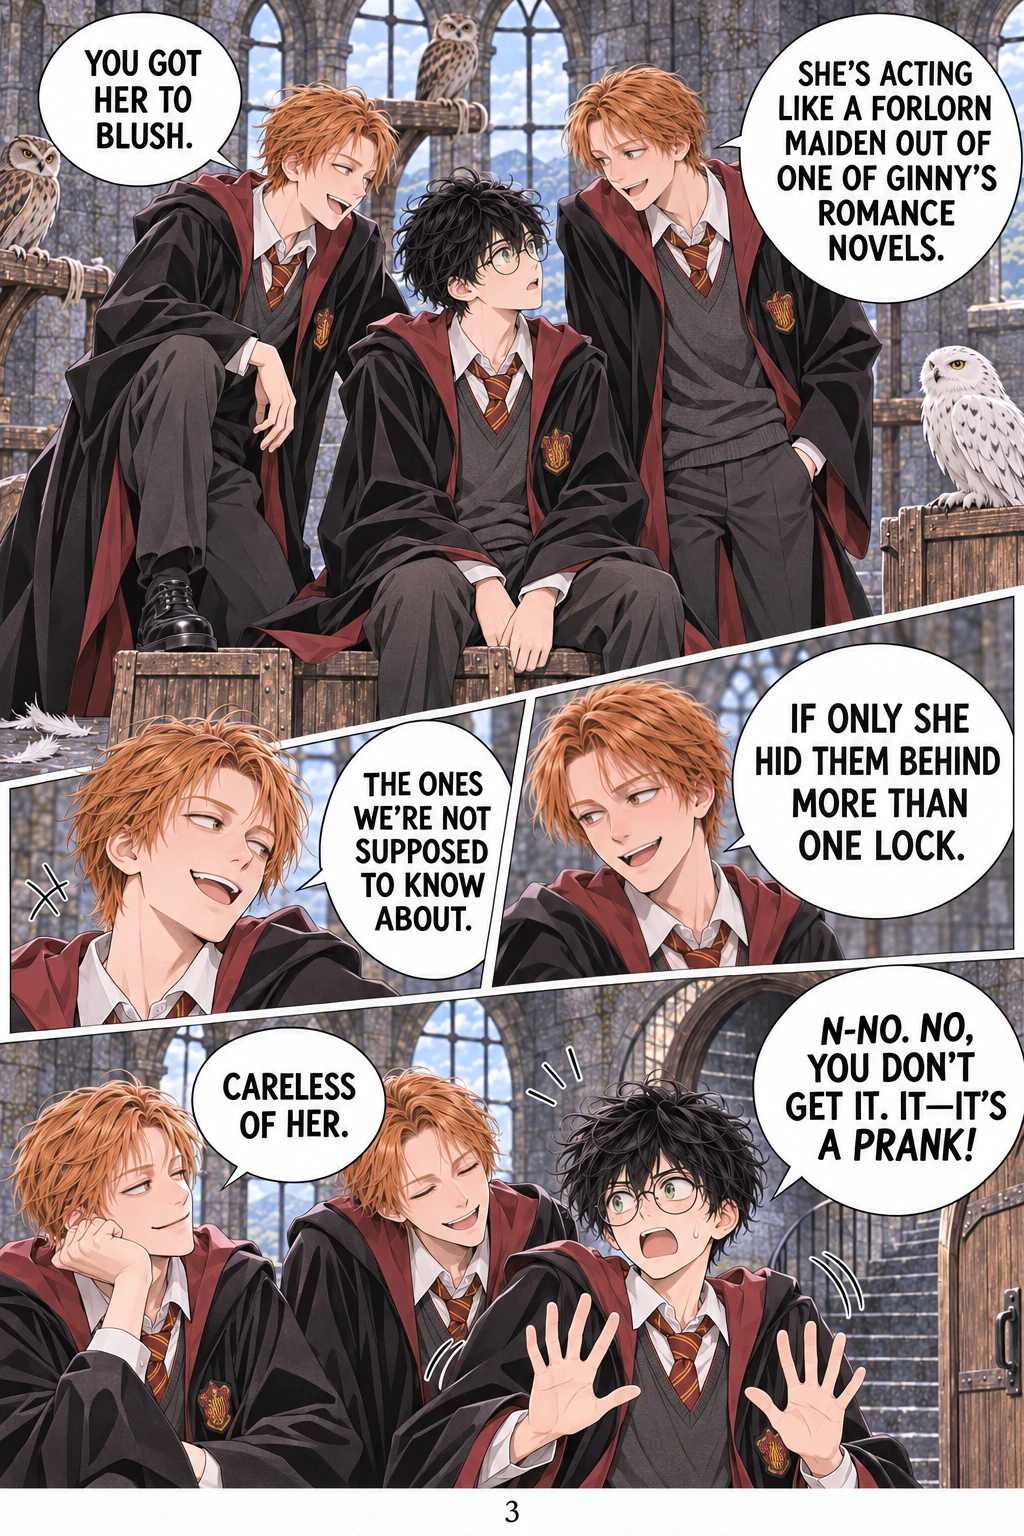 YOU GOT
HER TO
BLUSH.
SHE'S ACTING
LIKE A FORLORN
MAIDEN OUT OF
ONE OF GINNY'S
ROMANCE
NOVELS.
THE ONES
WE'RE NOT
SUPPOSED
TO KNOW
ABOUT.
IF ONLY SHE
HID THEM BEHIND
MORE THAN
ONE LOCK.
CARELESS
OF HER.
N-NO. NO,
YOU DON'T
GET IT. IT—IT'S
A PRANK!
3